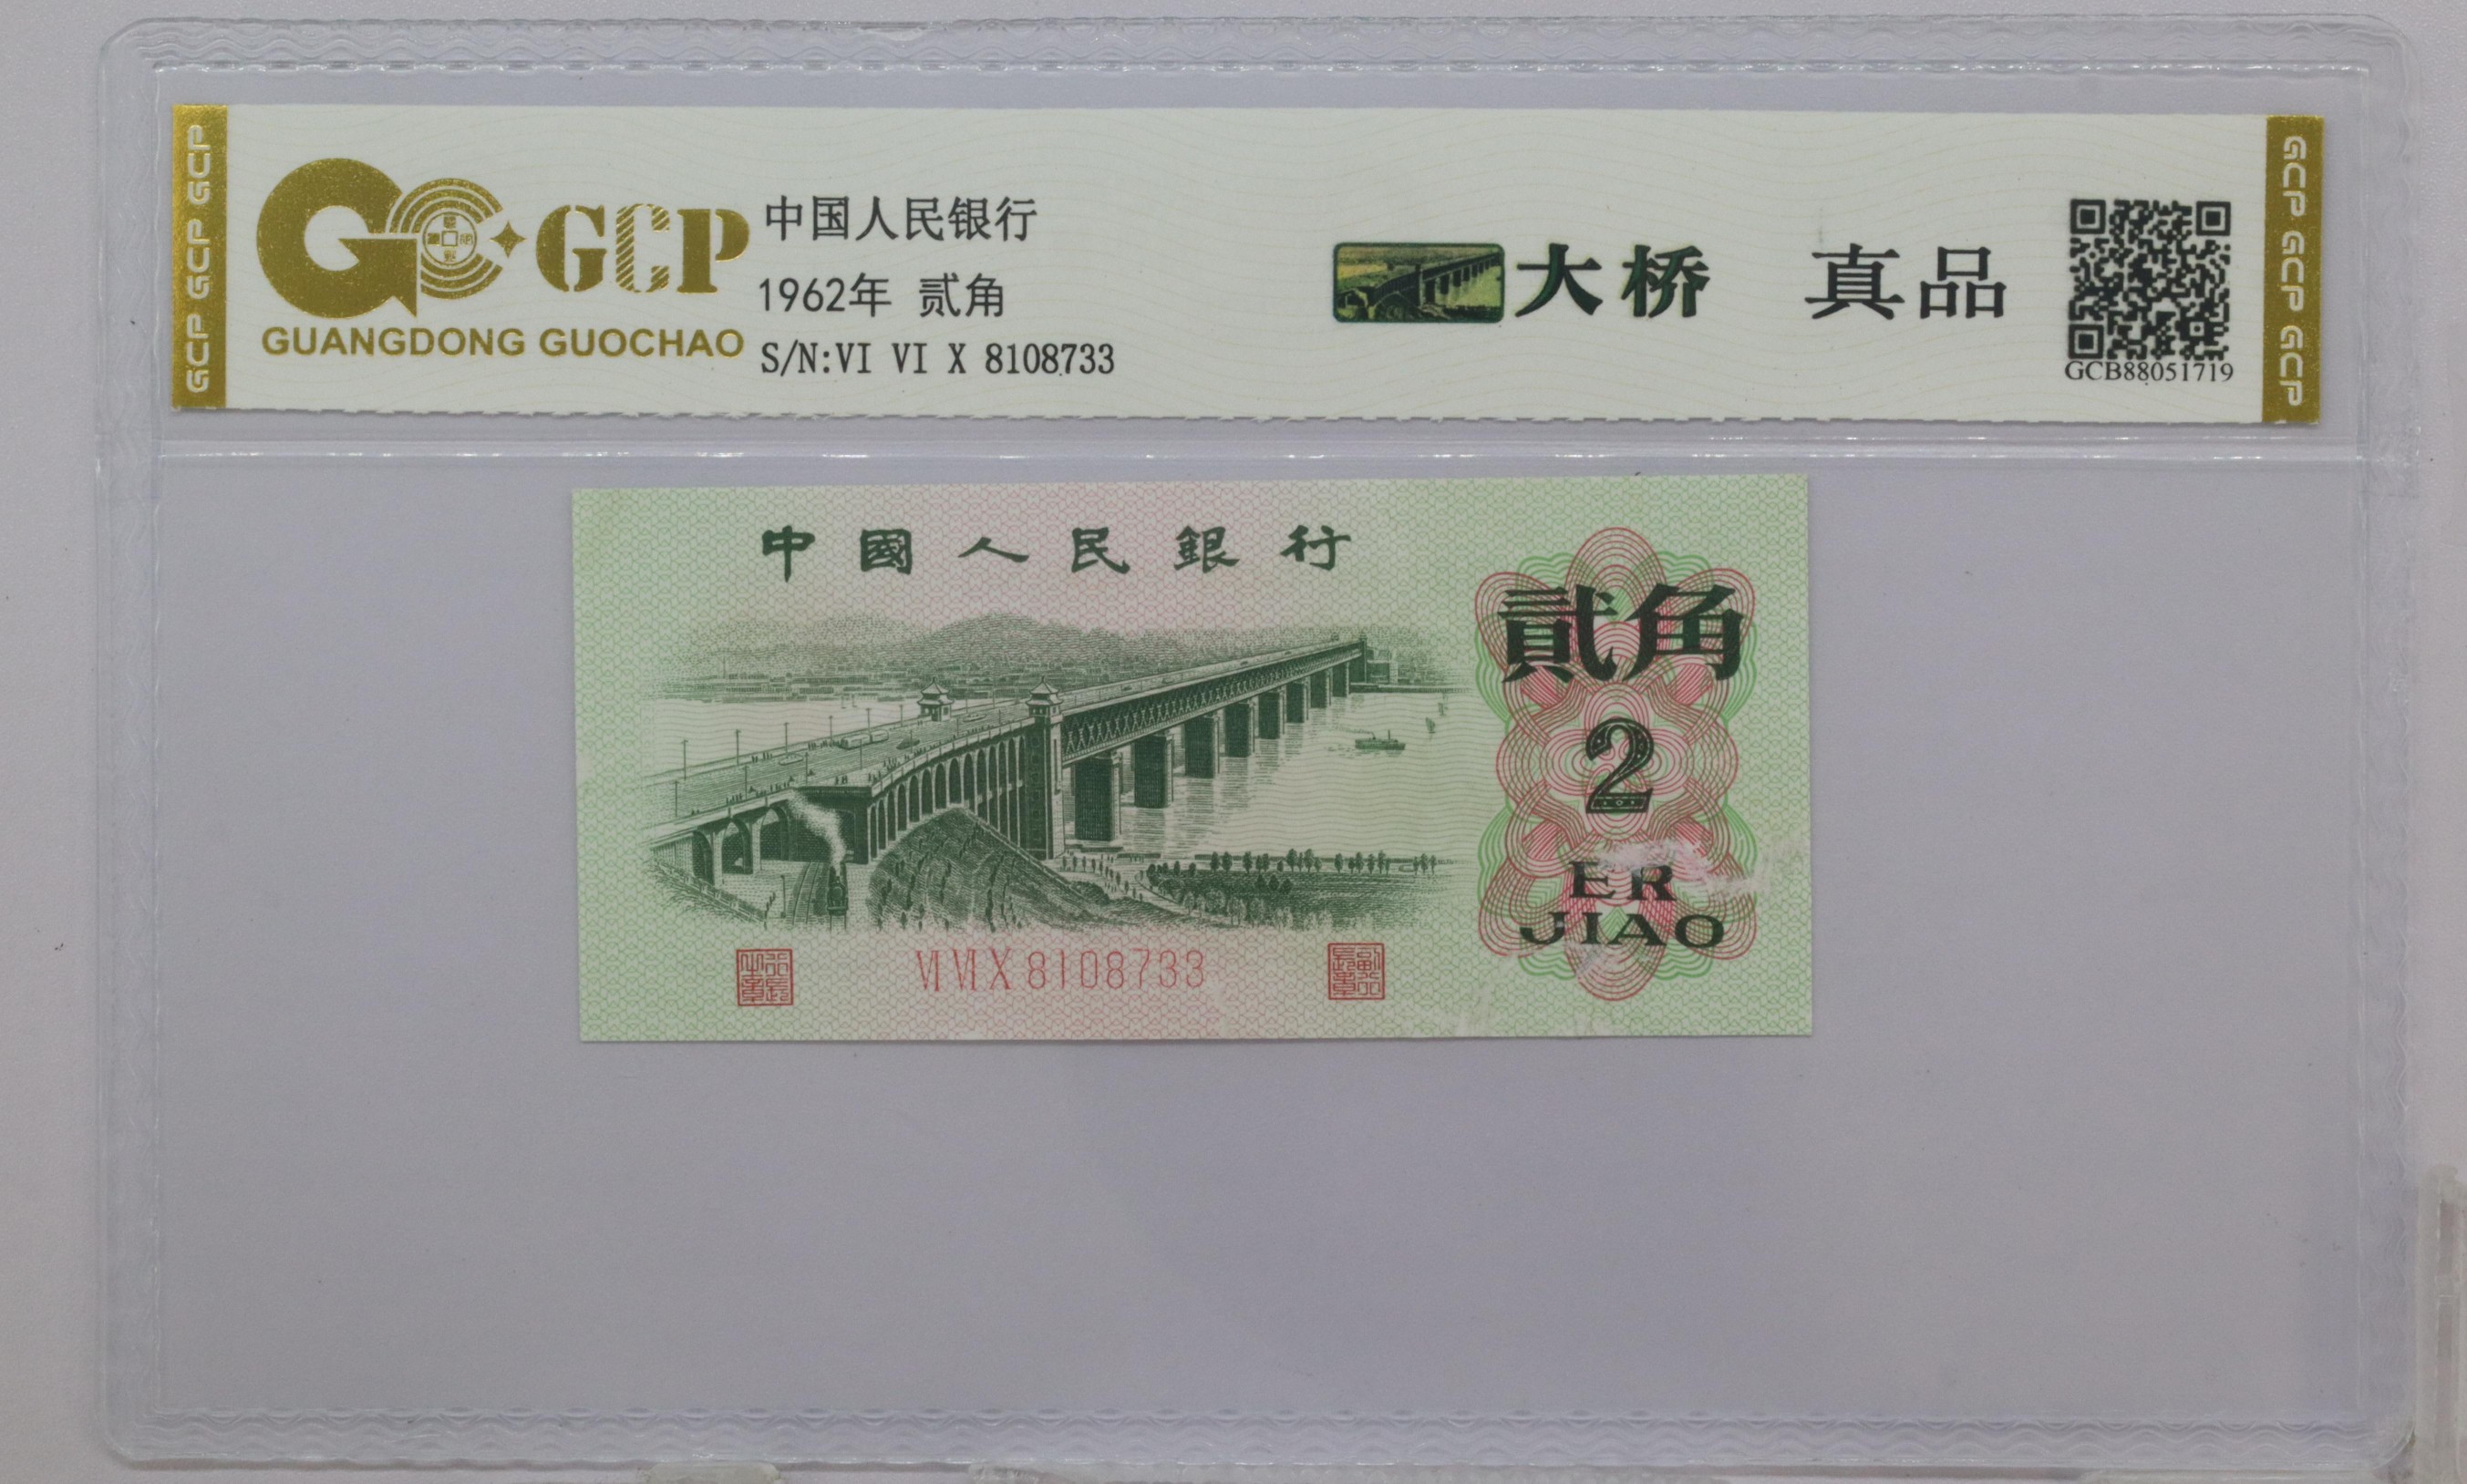 GCP GCP GCP
GCP
GUANGDONG GUOCHAO
中国人民银行
1962年 贰角
S/N:VI VI X 8108733
大桥 真品
GCB88051719
GCP GCP GCP
中國人民銀行
貳角
2
ER
JIAO
VI VI X 8108733